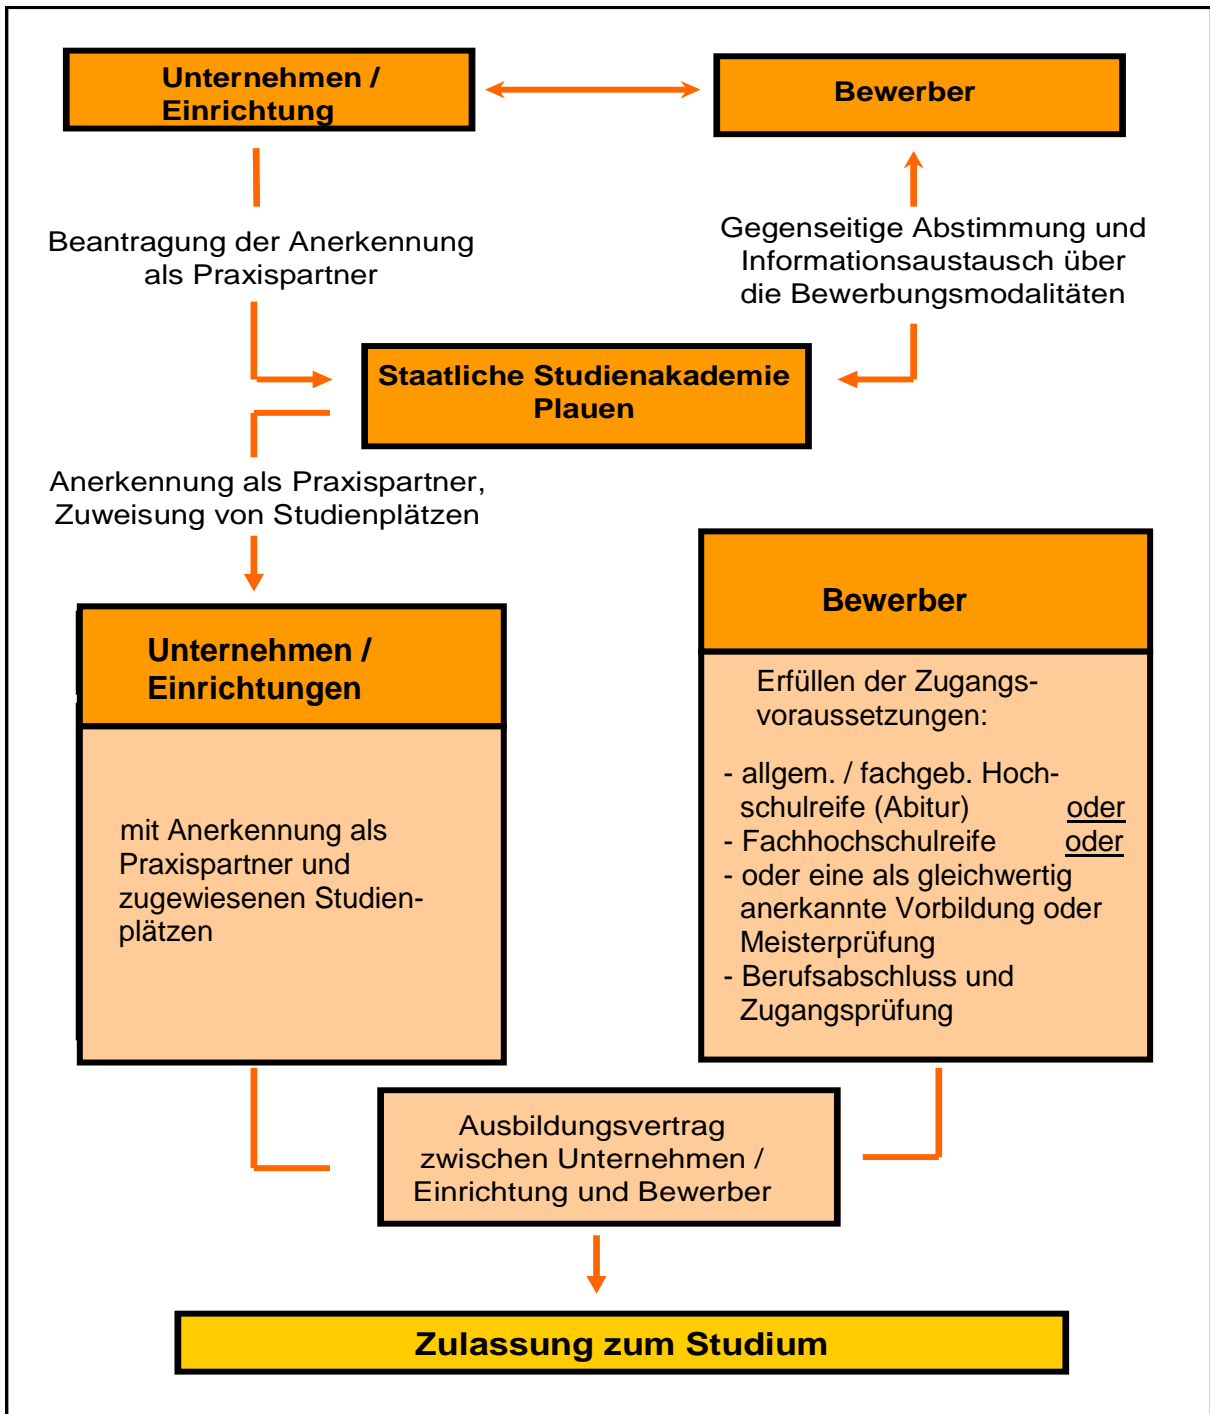 Unternehmen /
Einrichtung
Bewerber
Beantragung der Anerkennung
als Praxispartner
Gegenseitige Abstimmung und
Informationsaustausch über
die Bewerbungsmodalitäten
Staatliche Studienakademie
Plauen
Anerkennung als Praxispartner,
Zuweisung von Studienplätzen
Unternehmen /
Einrichtungen
mit Anerkennung als
Praxispartner und
zugewiesenen Studien-
plätzen
Bewerber
Erfüllen der Zugangs-
voraussetzungen:
- allgem. / fachgeb. Hoch-
schulreife (Abitur) oder
- Fachhochschulreife oder
- oder eine als gleichwertig
anerkannte Vorbildung oder
Meisterprüfung
- Berufsabschluss und
Zugangsprüfung
Ausbildungsvertrag
zwischen Unternehmen /
Einrichtung und Bewerber
Zulassung zum Studium